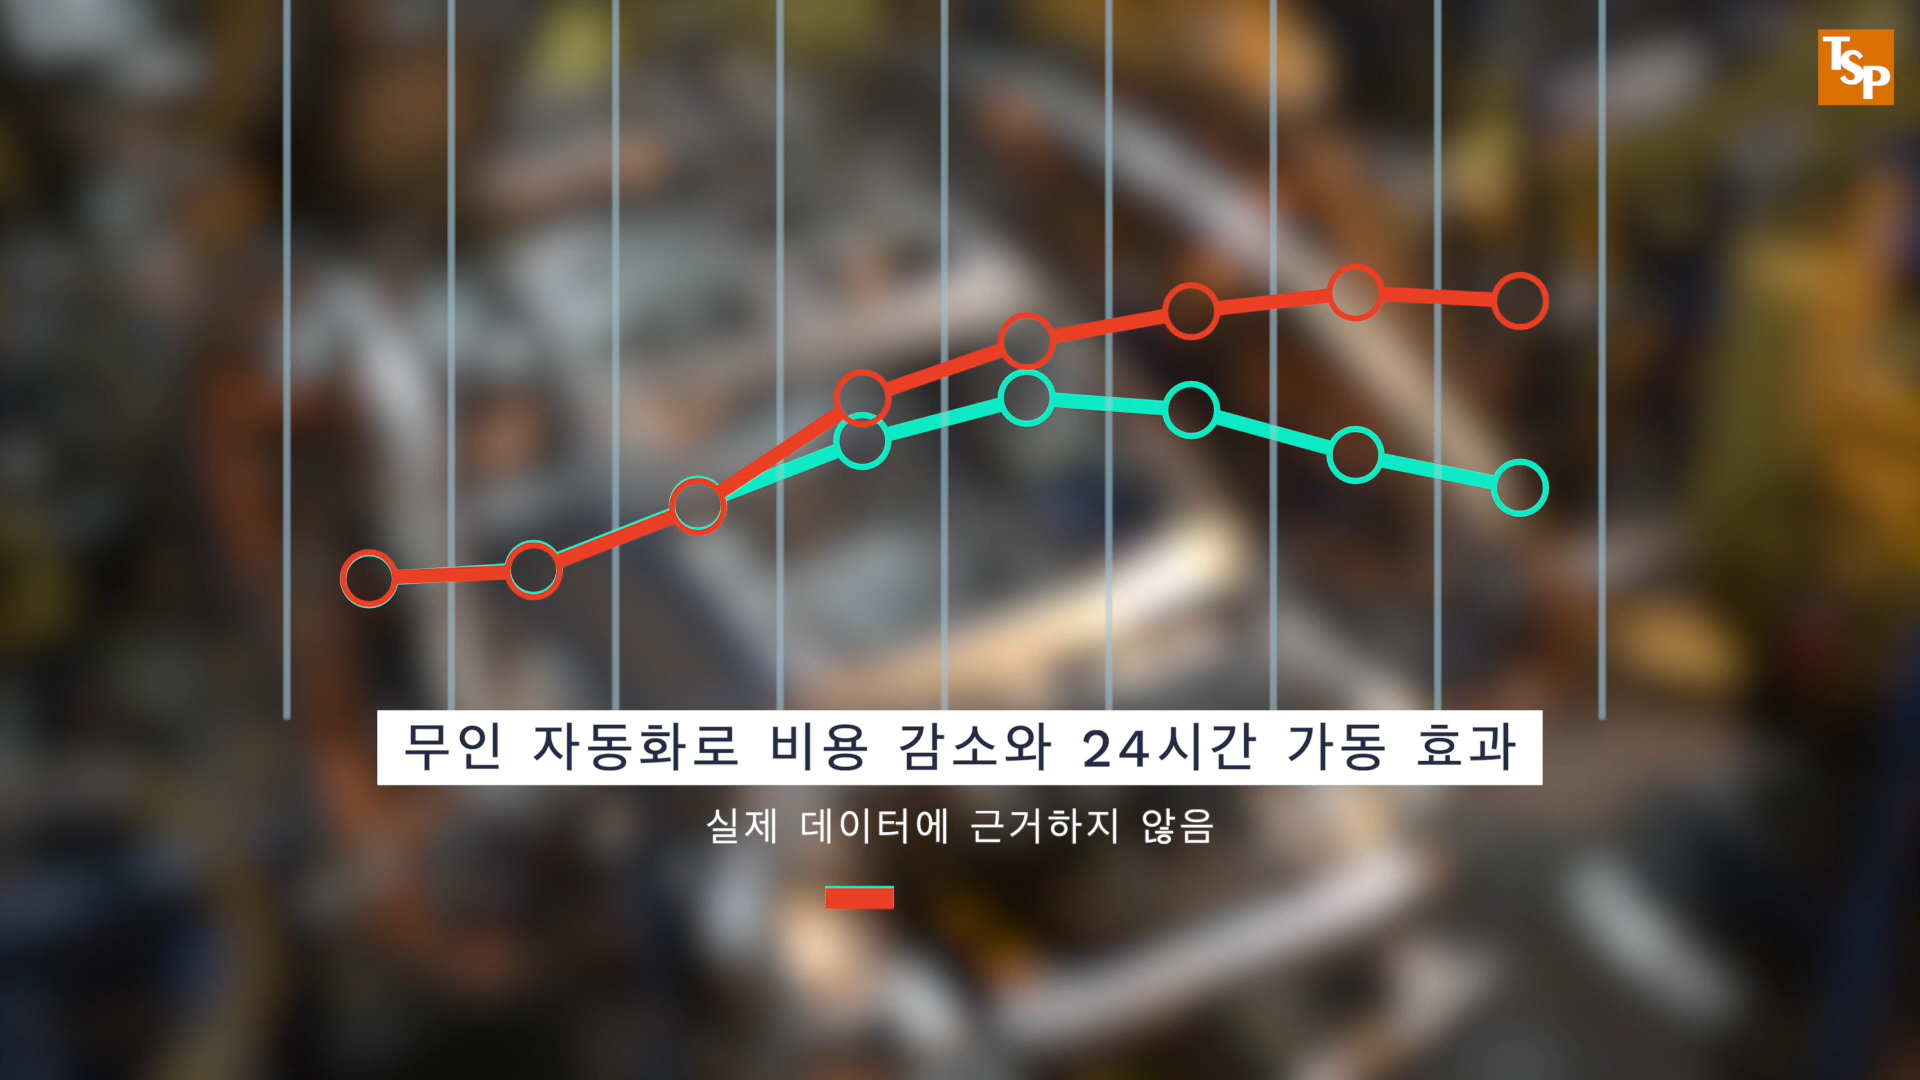 TSP
무인 자동화로 비용 감소와 24시간 가동 효과
실제 데이터에 근거하지 않음